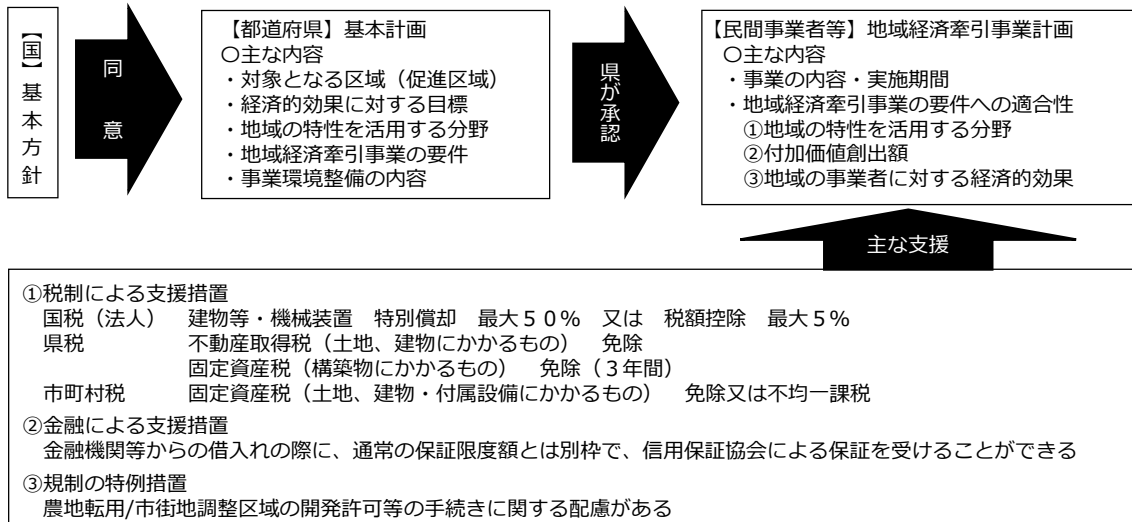 【国】基本方針
同意
【都道府県】基本計画
〇主な内容
・対象となる区域（促進区域）
・経済的効果に対する目標
・地域の特性を活用する分野
・地域経済牽引事業の要件
・事業環境整備の内容
県が承認
【民間事業者等】地域経済牽引事業計画
〇主な内容
・事業の内容・実施期間
・地域経済牽引事業の要件への適合性
①地域の特性を活用する分野
②付加価値創出額
③地域の事業者に対する経済的効果
主な支援
①税制による支援措置
国税（法人） 建物等・機械装置 特別償却 最大５０％ 又は 税額控除 最大５％
県税 不動産取得税（土地、建物にかかるもの） 免除
固定資産税（構築物にかかるもの） 免除（３年間）
市町村税 固定資産税（土地、建物・付属設備にかかるもの） 免除又は不均一課税
②金融による支援措置
金融機関等からの借入れの際に、通常の保証限度額とは別枠で、信用保証協会による保証を受けることができる
③規制の特例措置
農地転用/市街地調整区域の開発許可等の手続きに関する配慮がある